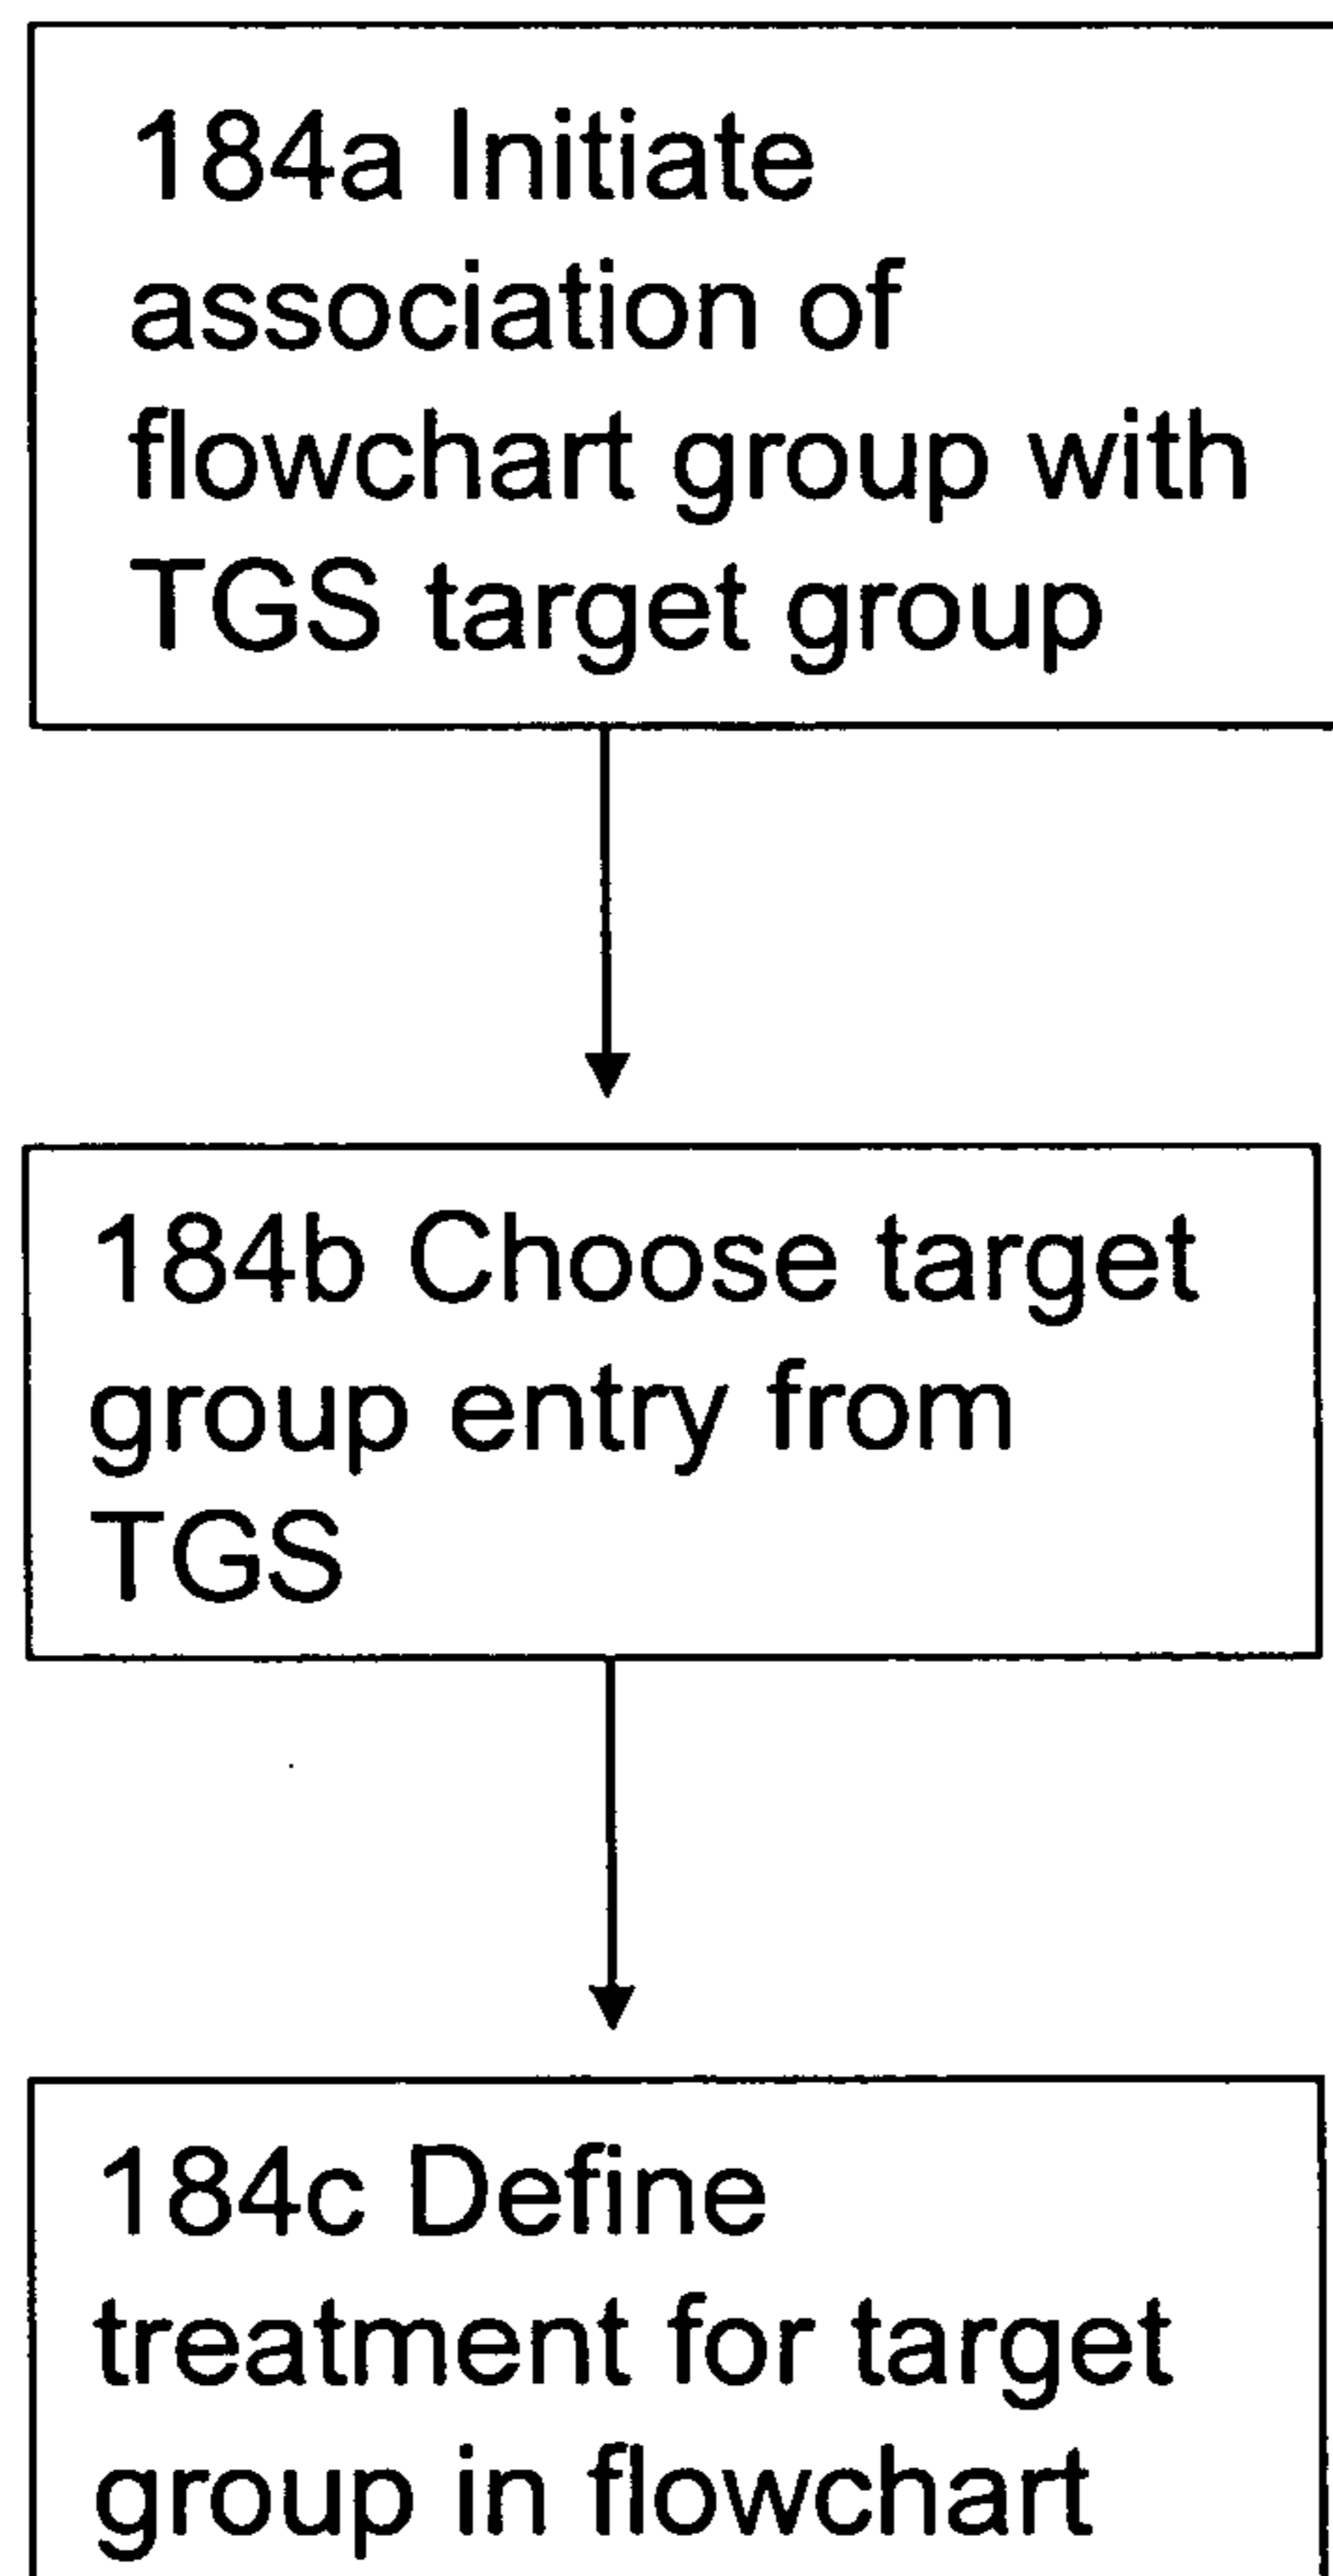 184a Initiate
association of
flowchart group with
TGS target group
184b Choose target
group entry from
TGS
184c Define
treatment for target
group in flowchart